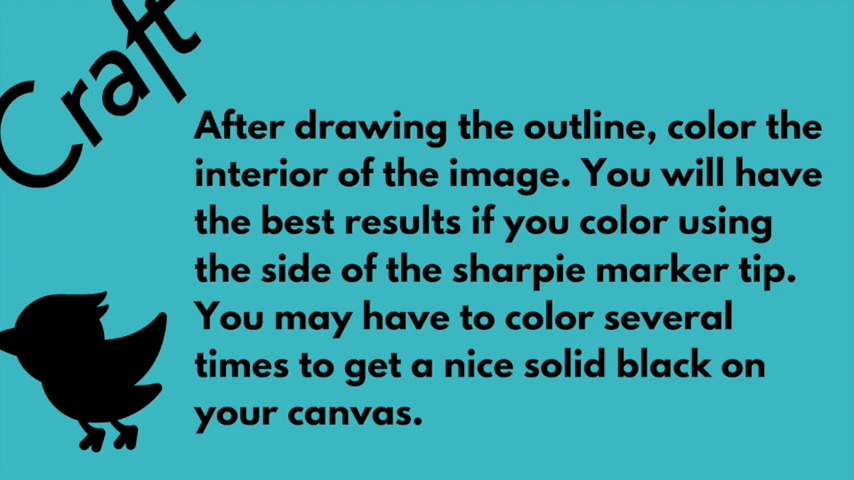 Craft
After drawing the outline, color the
interior of the image. You will have
the best results if you color using
the side of the sharpie marker tip.
You may have to color several
times to get a nice solid black on
your canvas.